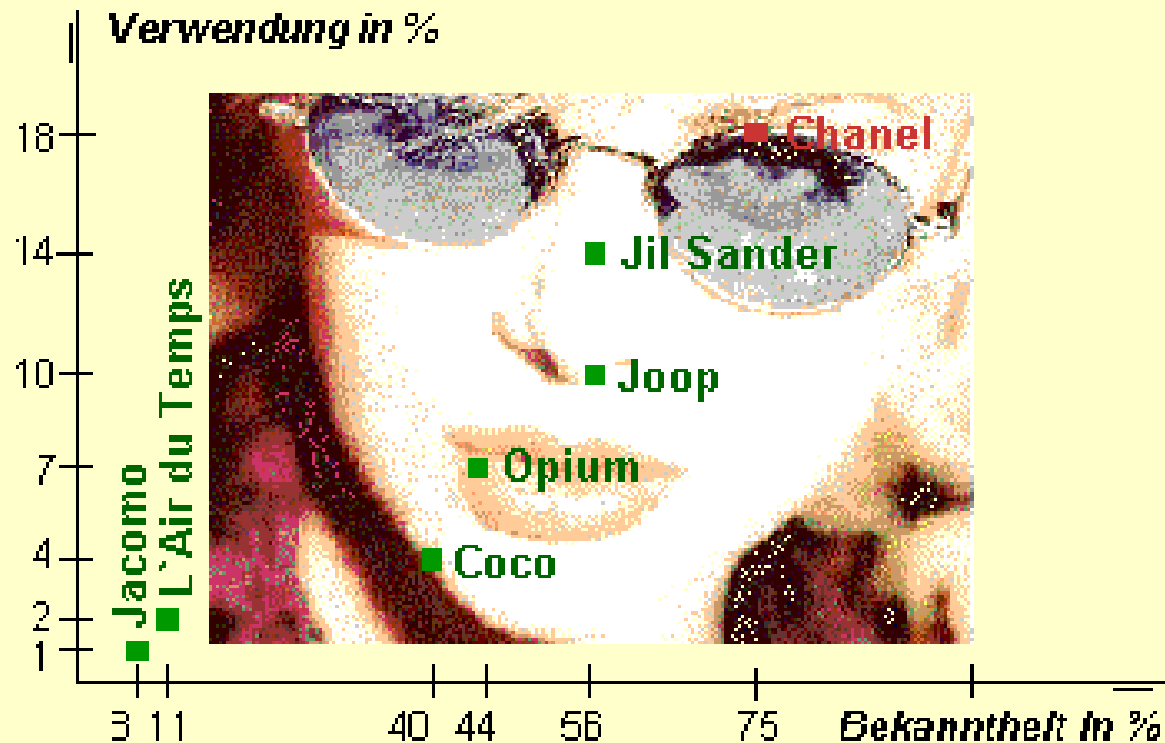 Verwendung in %
18
Chanel
14
Jil Sander
L`Air du Temps
10
Joop
7
Opium
Jacomo
4
Coco
2
1
8 11 40 44 56 75 Bekanntheit in %